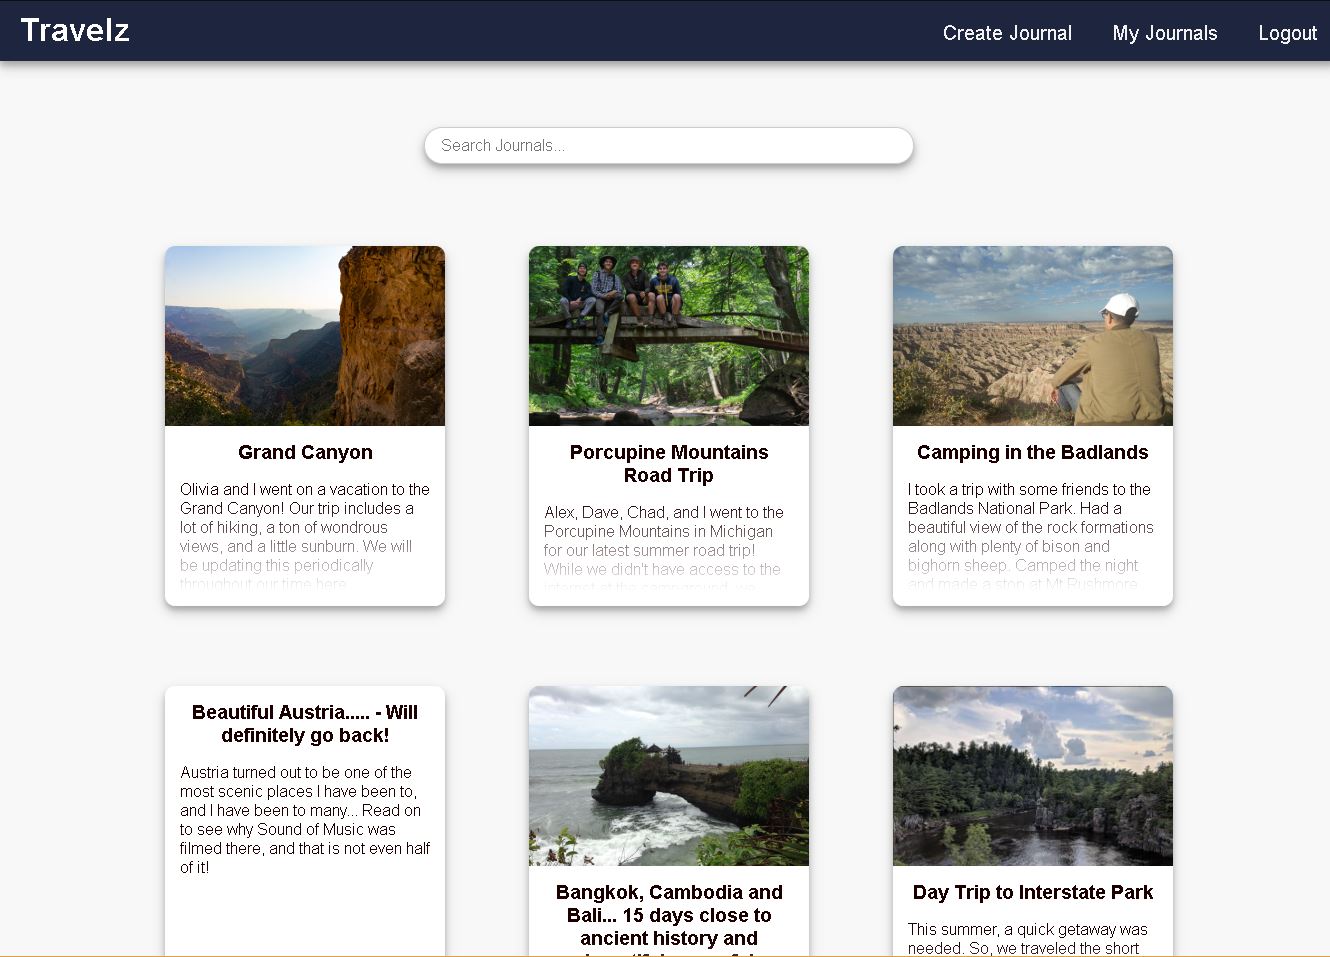 Travelz
Create Journal
My Journals
Logout
Search Journals...
Grand Canyon
Olivia and I went on a vacation to the
Grand Canyon! Our trip includes a
lot of hiking, a ton of wondrous
views, and a little sunburn. We will
be updating this periodically
throughout our time here
Porcupine Mountains
Road Trip
Alex, Dave, Chad, and I went to the
Porcupine Mountains in Michigan
for our latest summer road trip!
While we didn't have access to the
internet at the campground, we
Camping in the Badlands
I took a trip with some friends to the
Badlands National Park. Had a
beautiful view of the rock formations
along with plenty of bison and
bighorn sheep. Camped the night
and made a stop at Mt Rushmore
Beautiful Austria..... - Will
definitely go back!
Austria turned out to be one of the
most scenic places I have been to,
and I have been to many... Read on
to see why Sound of Music was
filmed there, and that is not even half
of it!
Bangkok, Cambodia and
Bali... 15 days close to
ancient history and
Day Trip to Interstate Park
This summer, a quick getaway was
needed. So, we traveled the short